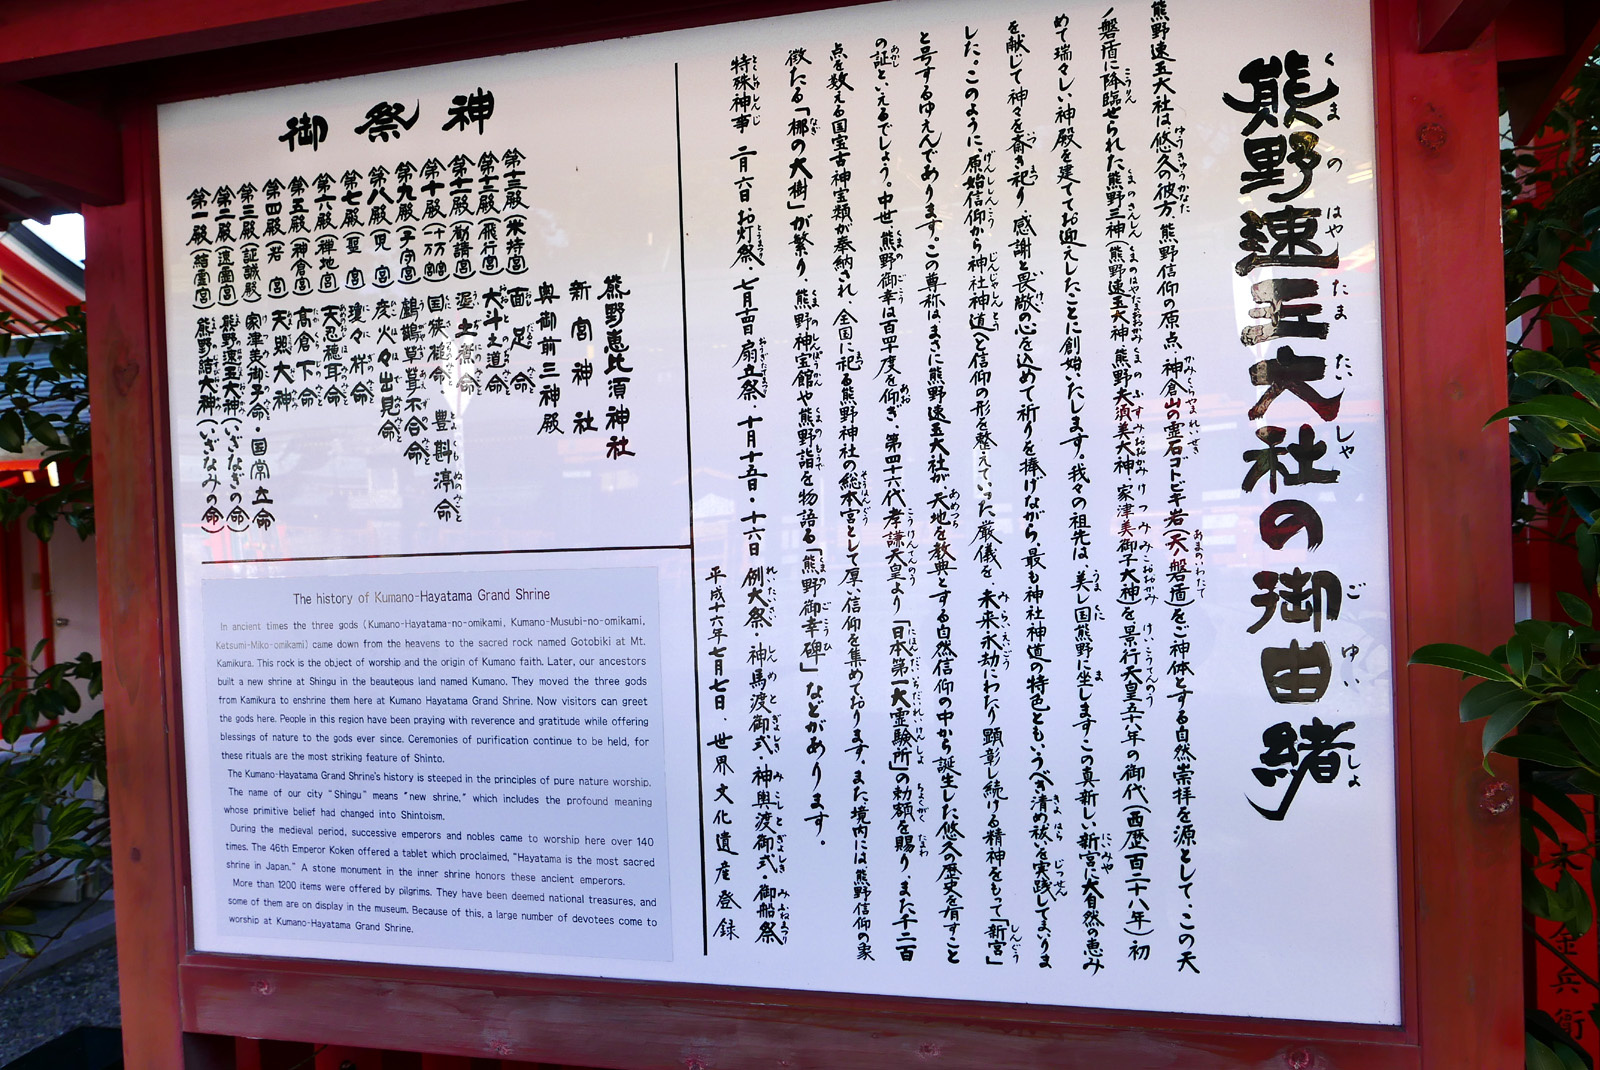 熊野速玉大社の御由緒
熊野速玉大社は悠久の彼方、熊野信仰の原点、神倉山の霊石ゴトビキ岩(天ノ磐盾)をご神体とする自然崇拝を源として、この天
ノ磐盾に降臨せられた熊野三神(熊野速玉大神・熊野夫須美大神・家津美御子大神)を景行天皇五十八年の御代(西歴百二十八年)初
めて瑞々しい神殿を建ててお迎えしたことに創始いたします。我々の祖先は、美し国熊野に坐します、この真新しい新宮に大自然の恵み
を献じて神々を斎き祀り、感謝と畏敬の心を込めて祈りを捧げながら、最も神社神道の特色ともいうべき清め祓いを実践してまいりま
した。このように、原始信仰から神社神道へと信仰の形を整えていった厳儀を、未来永劫にわたり顕彰し続ける精神をもって「新宮」
と号するゆえんであります。この尊称はまさに熊野速玉大社が、天地を教典とする自然信仰の中から誕生した悠久の歴史を有すこと
の証といえるでしょう。中世、熊野御幸は百四十度を仰ぎ、第四十六代孝謙天皇より「日本第一大霊験所」の勅額を賜り、また千二百
点を数える国宝古神宝類が奉納され、全国に祀る熊野神社の総本宮として厚い信仰を集めております。また境内には熊野信仰の象
徴たる「梛の大樹」が繁り、熊野神宝館や熊野詣を物語る「熊野御幸碑」などがあります。
特殊神事 二月六日・お灯祭・七月十四日扇立祭・十月十五日・十六日 例大祭・神馬渡御式・神輿渡御式・御船祭
平成十六年七月七日、世界文化遺産登録
御祭神
熊野恵比須神社
新宮神社
奥御前三神殿
第十三殿(米持宮)面足命
第十二殿(飛行宮)大斗之道命
第十一殿(勧請宮)渥土煮命
第十殿(十万宮)国狭槌命 豊斟渟命
第九殿(子守宮)鸕鷀草葺不合命
第八殿(児宮)彦火々出見命
第七殿(聖宮)瓊々杵命
第六殿(禅地宮)天忍穂耳命
第五殿(神倉宮)高倉下命
第四殿(若宮)天照大神
第三殿(証誠殿)家津美御子命・国常立命
第二殿(速霊宮)熊野速玉大神(いざなぎの命)
第一殿(結霊宮)熊野結大神(いざなみの命)
The history of Kumano-Hayatama Grand Shrine
In ancient times the three gods (Kumano-Hayatama-no-omikami, Kumano-Musubi-no-omikami,
Ketsumi-Miko-omikami) came down from the heavens to the sacred rock named Gotobiki at Mt.
Kamikura. This rock is the object of worship and the origin of Kumano faith. Later, our ancestors
built a new shrine at Shingu in the beauteous land named Kumano. They moved the three gods
from Kamikura to enshrine them here at Kumano Hayatama Grand Shrine. Now visitors can greet
the gods here. People in this region have been praying with reverence and gratitude while offering
blessings of nature to the gods ever since. Ceremonies of purification continue to be held, for
these rituals are the most striking feature of Shinto.
The Kumano-Hayatama Grand Shrine's history is steeped in the principles of pure nature worship.
The name of our city "Shingu" means "new shrine," which includes the profound meaning
whose primitive belief had changed into Shintoism.
During the medieval period, successive emperors and nobles came to worship here over 140
times. The 46th Emperor Koken offered a tablet which proclaimed, "Hayatama is the most sacred
shrine in Japan." A stone monument in the inner shrine honors these ancient emperors.
More than 1200 items were offered by pilgrims. They have been deemed national treasures, and
some of them are on display in the museum. Because of this, a large number of devotees come to
worship at Kumano-Hayatama Grand Shrine.
金兵衛